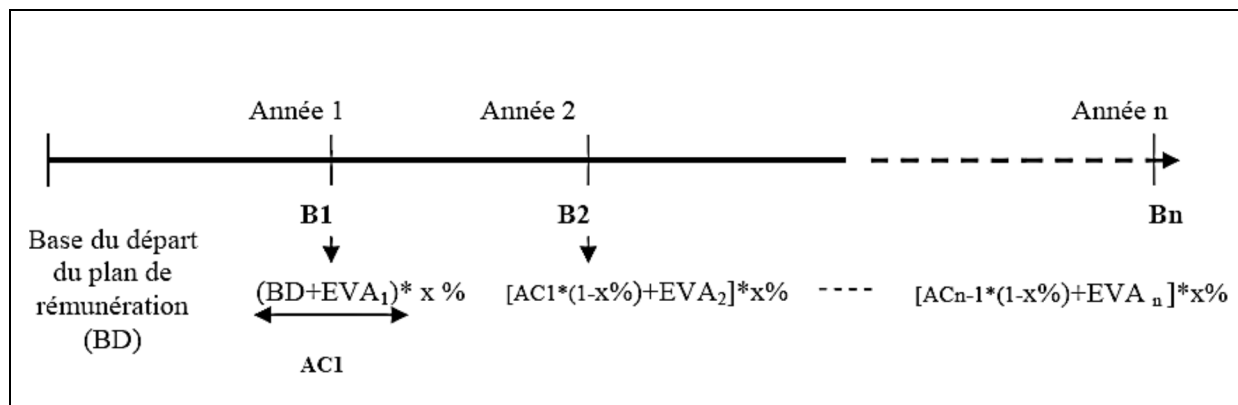 Année 1 Année 2 Année n
B1 B2 Bn
Base du départ
du plan de
rémunération
(BD)
(BD+EVA₁)* x % [AC1*(1-x%)+EVA₂]*x% ---- [ACn-1*(1-x%)+EVA ₙ]*x%
AC1